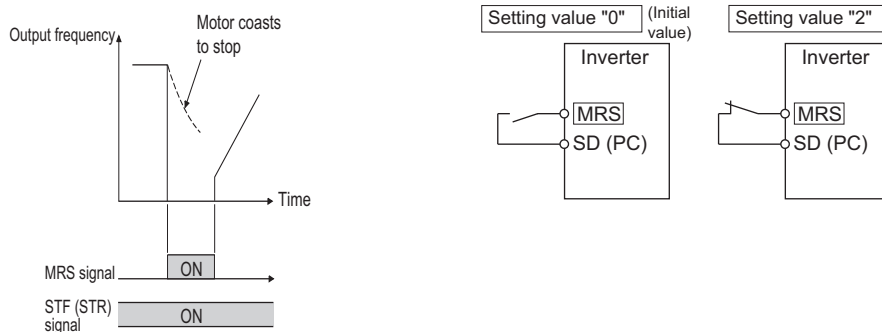 Output frequency
Motor coasts
to stop
Time
MRS signal
ON
STF (STR)
signal
ON
Setting value "0"
(Initial
value)
Inverter
MRS
SD (PC)
Setting value "2"
Inverter
MRS
SD (PC)